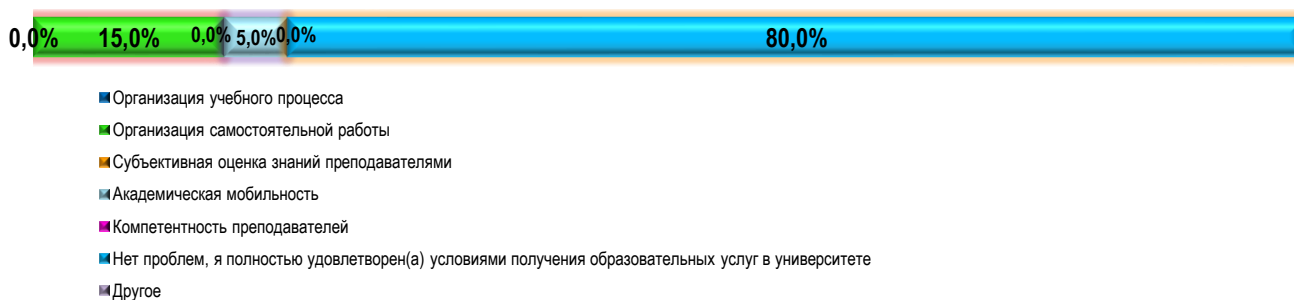 0,0% 15,0% 0,0% 5,0% 0,0% 80,0%
Организация учебного процесса
Организация самостоятельной работы
Субъективная оценка знаний преподавателями
Академическая мобильность
Компетентность преподавателей
Нет проблем, я полностью удовлетворен(а) условиями получения образовательных услуг в университете
Другое